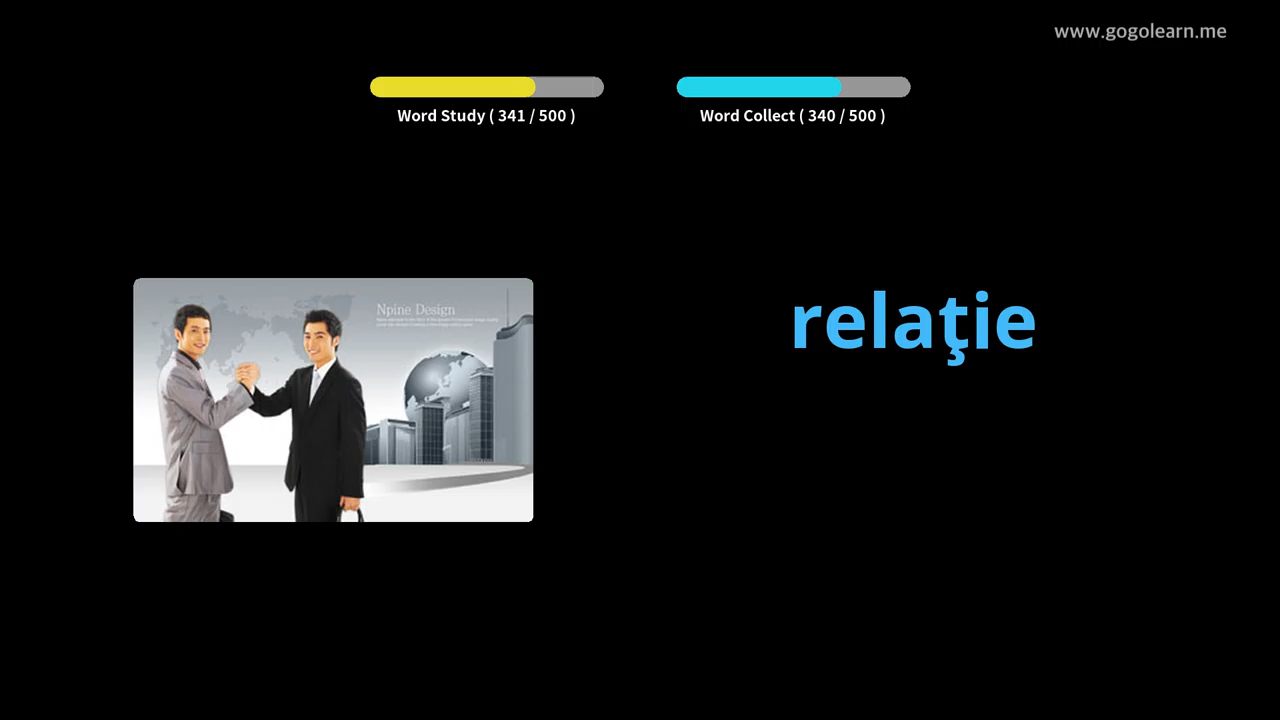 www.gogolearn.me
Word Study ( 341 / 500 )
Word Collect ( 340 / 500 )
Npine Design
relaţie